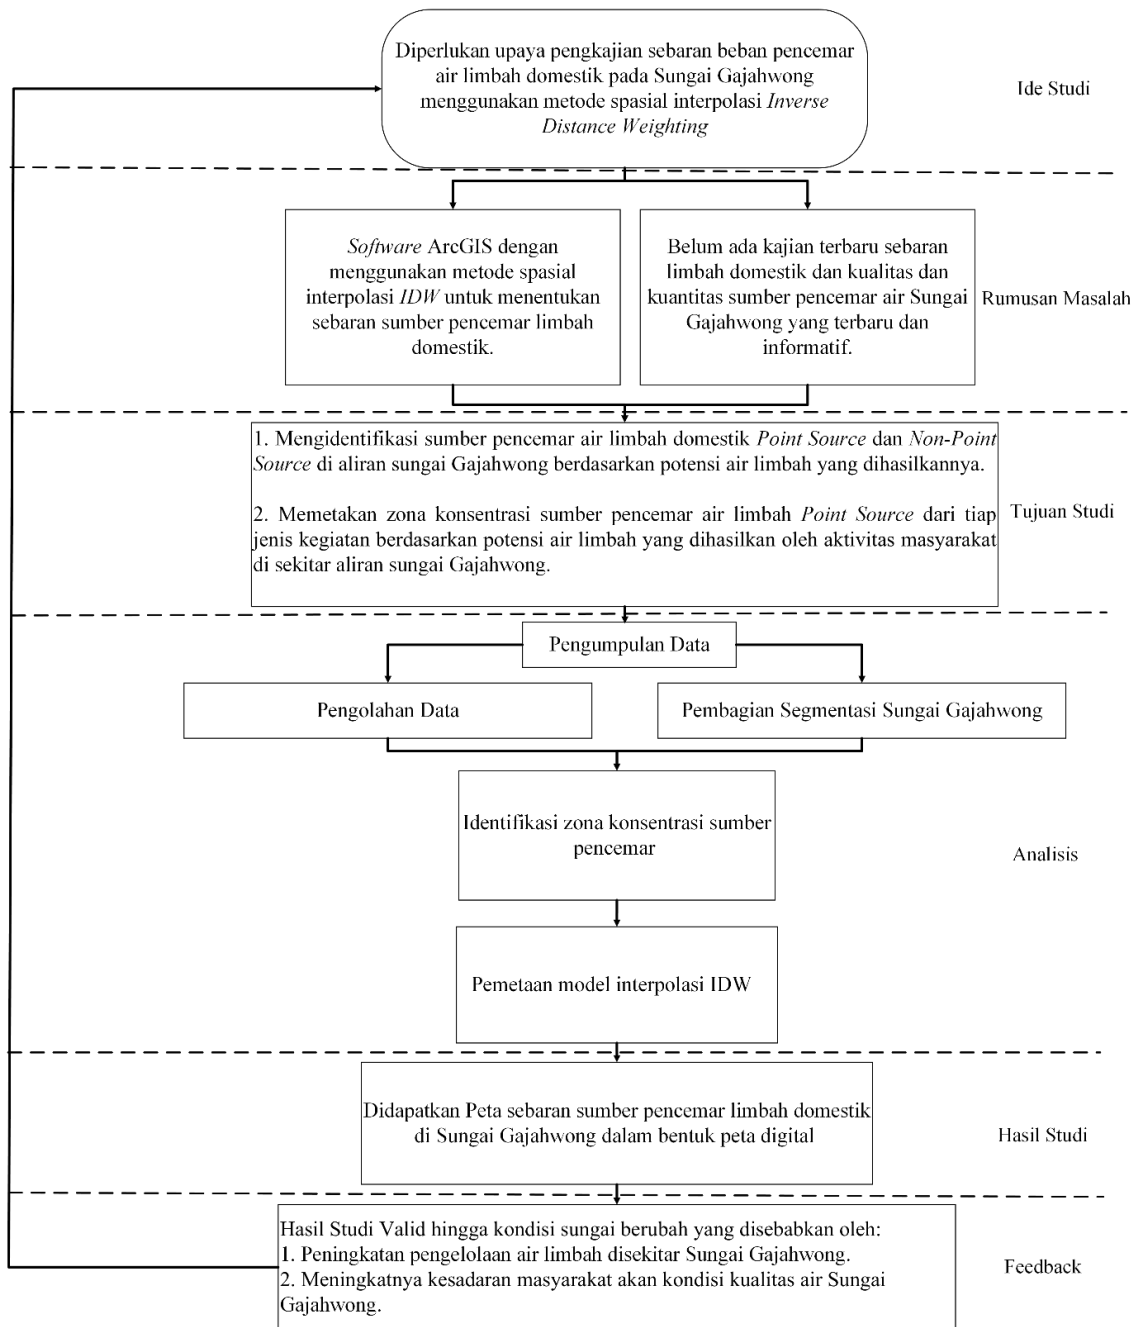 Diperlukan upaya pengkajian sebaran beban pencemar
air limbah domestik pada Sungai Gajahwong
menggunakan metode spasial interpolasi Inverse
Distance Weighting
Ide Studi
Software ArcGIS dengan
menggunakan metode spasial
interpolasi IDW untuk menentukan
sebaran sumber pencemar limbah
domestik.
Belum ada kajian terbaru sebaran
limbah domestik dan kualitas dan
kuantitas sumber pencemar air Sungai
Gajahwong yang terbaru dan
informatif.
Rumusan Masalah
1. Mengidentifikasi sumber pencemar air limbah domestik Point Source dan Non-Point
Source di aliran sungai Gajahwong berdasarkan potensi air limbah yang dihasilkannya.
2. Memetakan zona konsentrasi sumber pencemar air limbah Point Source dari tiap
jenis kegiatan berdasarkan potensi air limbah yang dihasilkan oleh aktivitas masyarakat
di sekitar aliran sungai Gajahwong.
Tujuan Studi
Pengumpulan Data
Pengolahan Data
Pembagian Segmentasi Sungai Gajahwong
Identifikasi zona konsentrasi sumber
pencemar
Analisis
Pemetaan model interpolasi IDW
Didapatkan Peta sebaran sumber pencemar limbah domestik
di Sungai Gajahwong dalam bentuk peta digital
Hasil Studi
Hasil Studi Valid hingga kondisi sungai berubah yang disebabkan oleh:
1. Peningkatan pengelolaan air limbah disekitar Sungai Gajahwong.
2. Meningkatnya kesadaran masyarakat akan kondisi kualitas air Sungai
Gajahwong.
Feedback